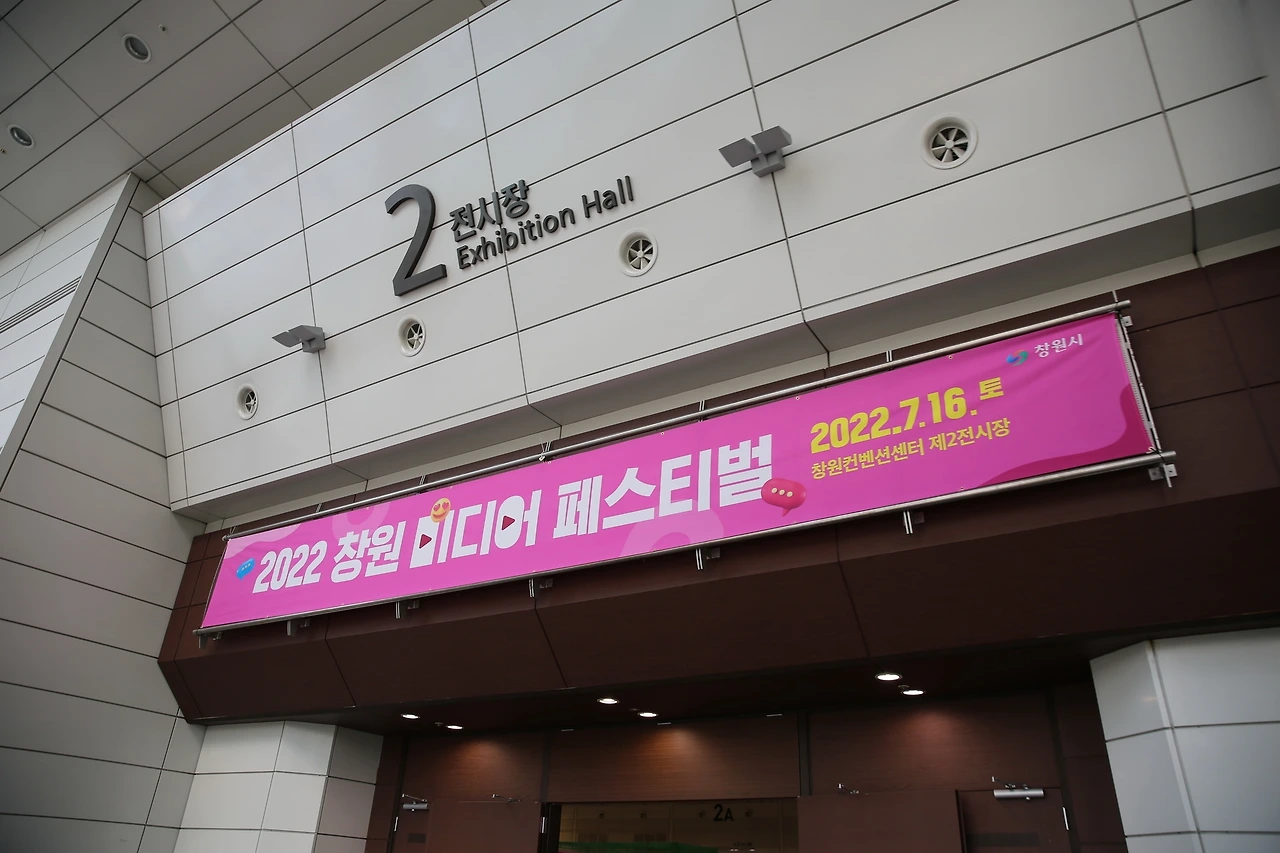 2
전시장
Exhibition Hall
창원시
2022 창원 미디어 페스티벌
2022.7.16.토
창원컨벤션센터 제2전시장
2A